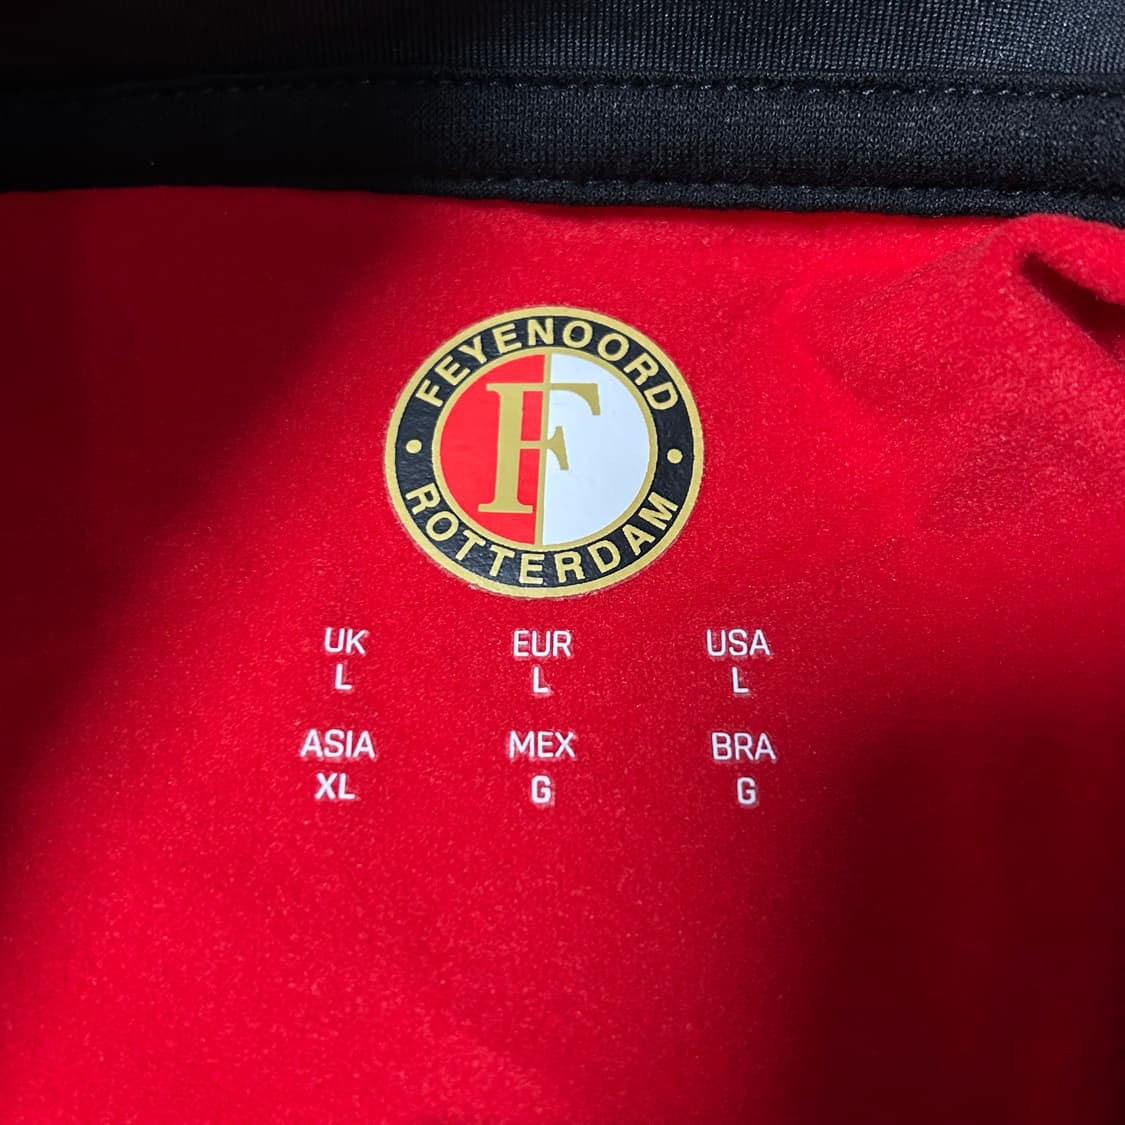 FEYENOORD
F
ROTTERDAM
UK EUR USA
L L L
ASIA MEX BRA
XL G G